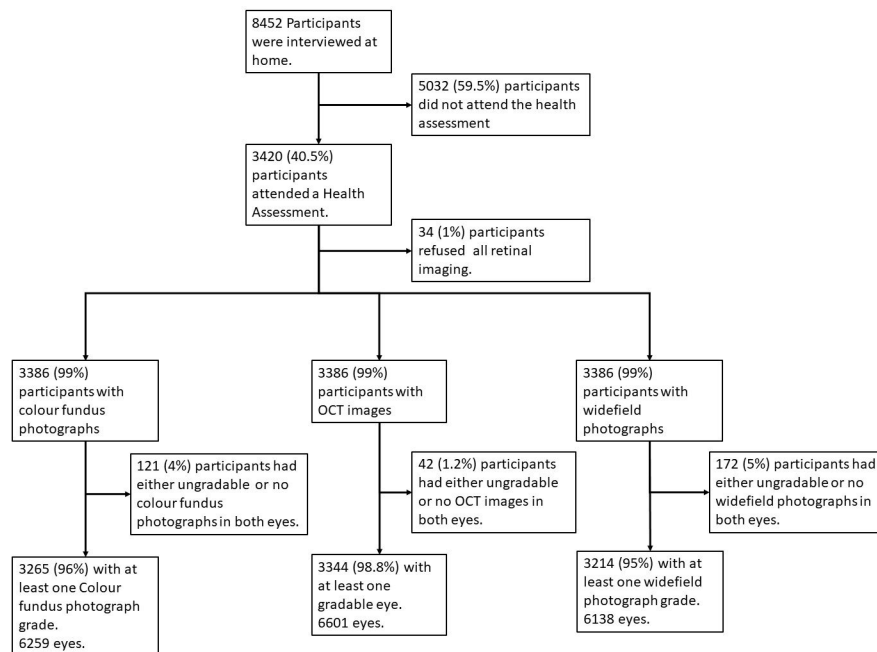 8452 Participants
were interviewed at
home.
5032 (59.5%) participants
did not attend the health
assessment
3420 (40.5%)
participants
attended a Health
Assessment.
34 (1%) participants
refused all retinal
imaging.
3386 (99%)
participants with
colour fundus
photographs
3386 (99%)
participants with
OCT images
3386 (99%)
participants with
widefield
photographs
121 (4%) participants had
either ungradable or no
colour fundus
photographs in both eyes.
42 (1.2%) participants
had either ungradable
or no OCT images in
both eyes.
172 (5%) participants had
either ungradable or no
widefield photographs in
both eyes.
3265 (96%) with at
least one Colour
fundus photograph
grade.
6259 eyes.
3344 (98.8%) with
at least one
gradable eye.
6601 eyes.
3214 (95%) with at
least one widefield
photograph grade.
6138 eyes.